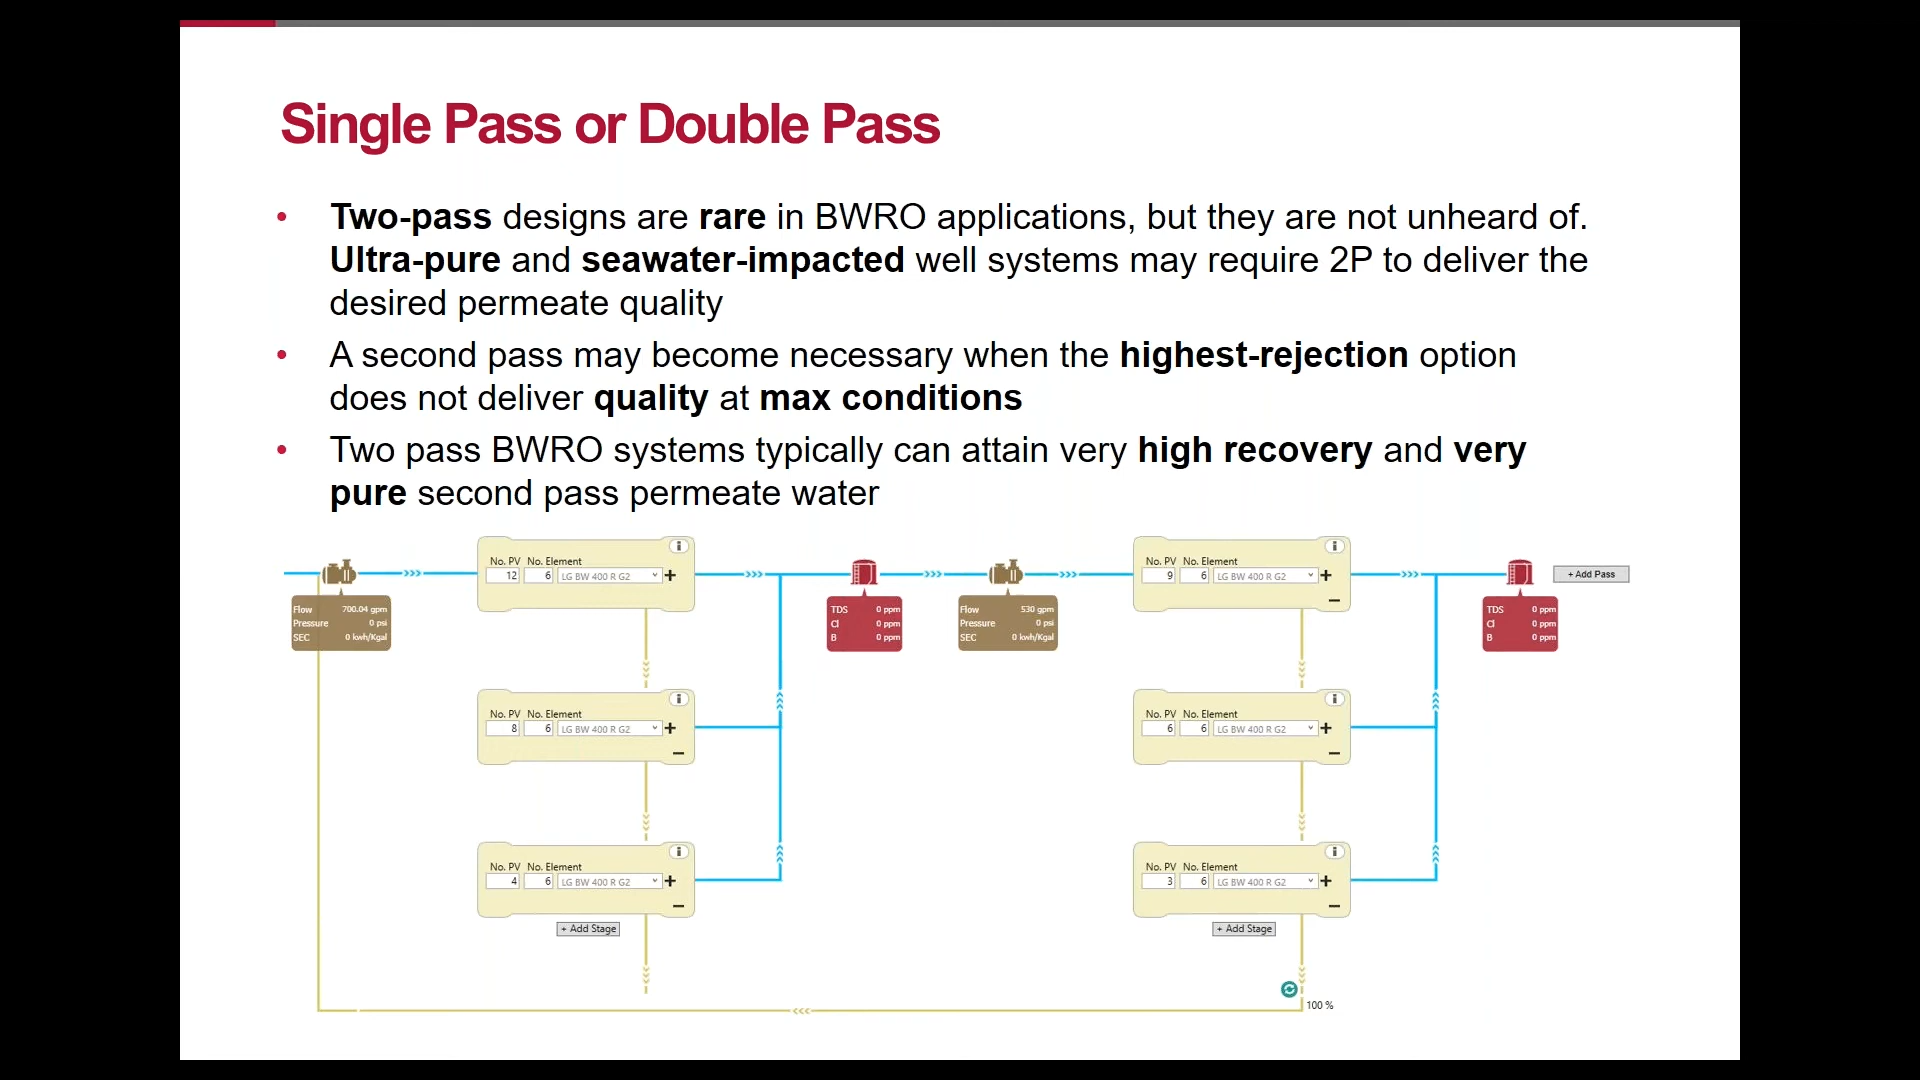 Single Pass or Double Pass
• Two-pass designs are rare in BWRO applications, but they are not unheard of.
Ultra-pure and seawater-impacted well systems may require 2P to deliver the
desired permeate quality
• A second pass may become necessary when the highest-rejection option
does not deliver quality at max conditions
• Two pass BWRO systems typically can attain very high recovery and very
pure second pass permeate water
No. PV No. Element
12 6 LG BW 400 R G2
Flow 700.04 gpm
Pressure 0 psi
SEC 0 kwh/Kgal
TDS 0 ppm
Cl 0 ppm
B 0 ppm
Flow 530 gpm
Pressure 0 psi
SEC 0 kwh/Kgal
No. PV No. Element
9 6 LG BW 400 R G2
+ Add Pass
TDS 0 ppm
Cl 0 ppm
B 0 ppm
No. PV No. Element
8 6 LG BW 400 R G2
No. PV No. Element
6 6 LG BW 400 R G2
No. PV No. Element
4 6 LG BW 400 R G2
+ Add Stage
No. PV No. Element
3 6 LG BW 400 R G2
+ Add Stage
100 %